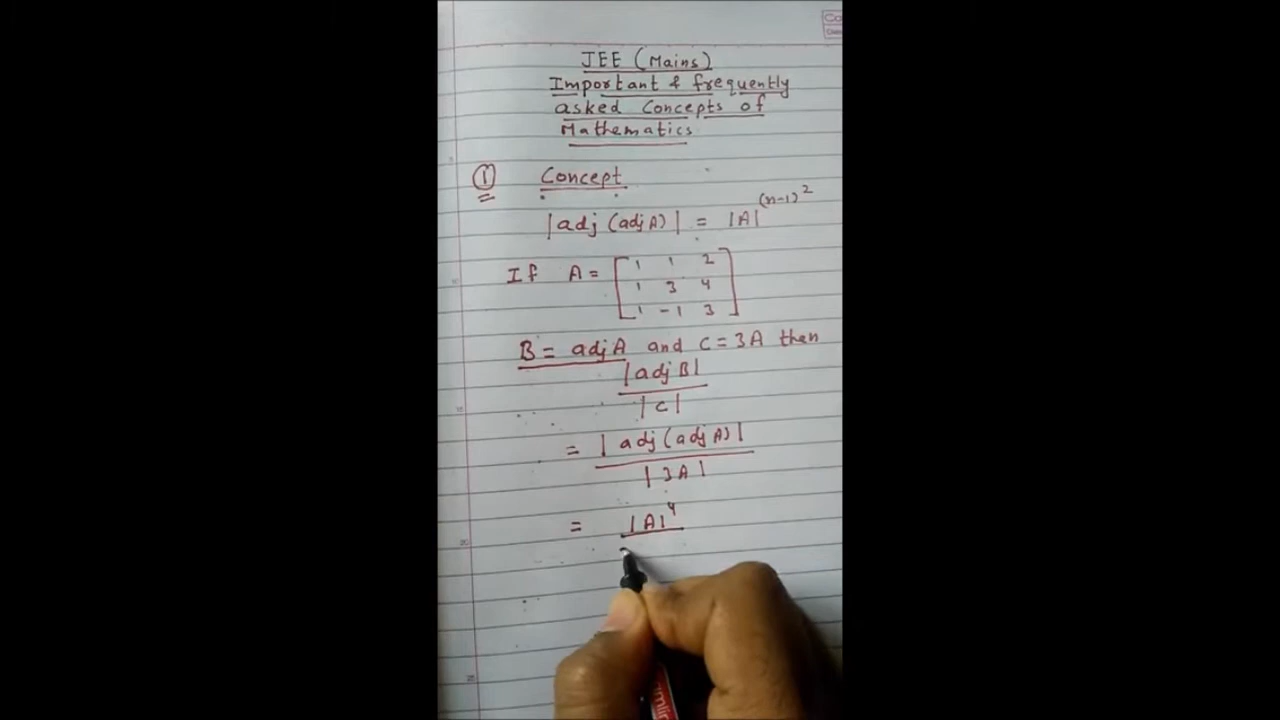 JEE (Mains)
Important & frequently
asked Concepts of
Mathematics
① Concept
|adj (adj A)| = |A|^(n-1)^2
If A = [1 1 2
1 3 4
1 -1 3]
B = adj A and C = 3A then
|adj B|
|C|
= |adj (adj A)|
|3A|
= |A|^4